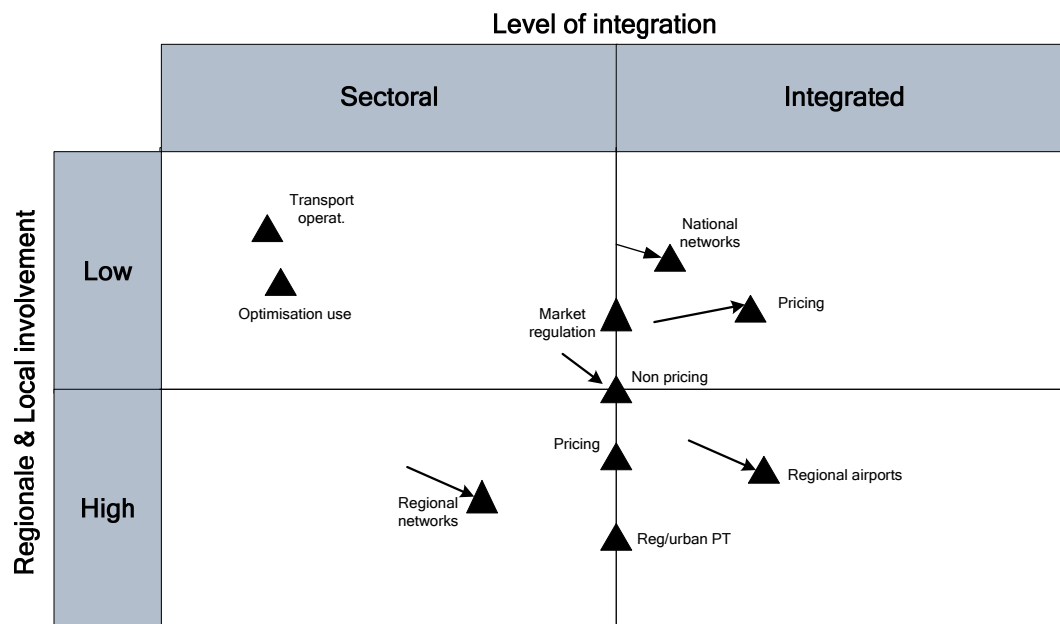 Level of integration
Sectoral
Integrated
Regionale & Local involvement
Low
Transport
operat.
Optimisation use
National
networks
Market
regulation
Pricing
Non pricing
High
Pricing
Regional
networks
Regional airports
Reg/urban PT